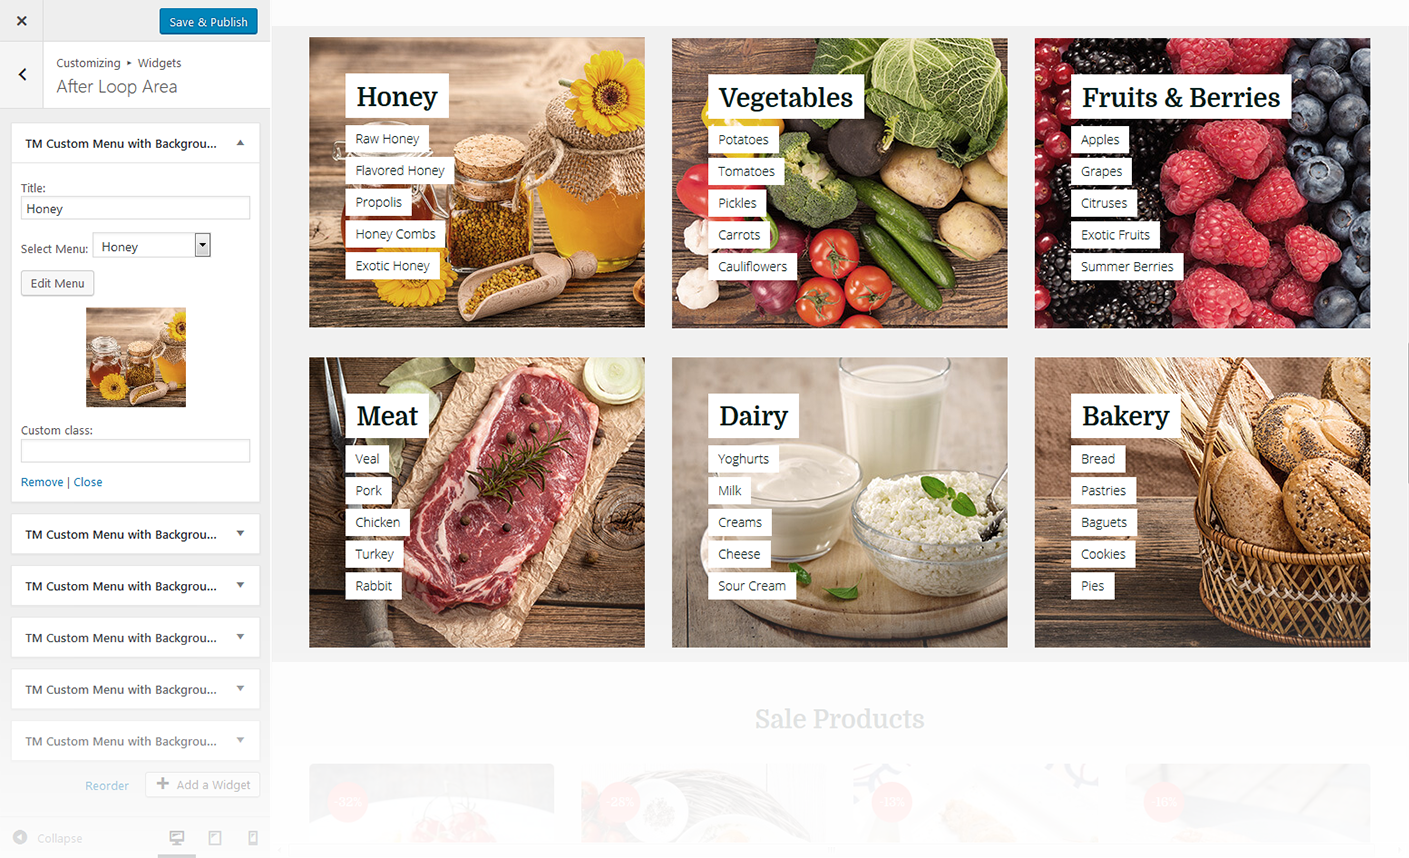 Save & Publish
Customizing ▸ Widgets
After Loop Area
TM Custom Menu with Backgrou...
Title:
Honey
Select Menu: Honey
Edit Menu
Custom class:
Remove | Close
TM Custom Menu with Backgrou...
TM Custom Menu with Backgrou...
TM Custom Menu with Backgrou...
TM Custom Menu with Backgrou...
TM Custom Menu with Backgrou...
Reorder
Add a Widget
Collapse
Honey
Raw Honey
Flavored Honey
Propolis
Honey Combs
Exotic Honey
Vegetables
Potatoes
Tomatoes
Pickles
Carrots
Cauliflowers
Fruits & Berries
Apples
Grapes
Citruses
Exotic Fruits
Summer Berries
Meat
Veal
Pork
Chicken
Turkey
Rabbit
Dairy
Yoghurts
Milk
Creams
Cheese
Sour Cream
Bakery
Bread
Pastries
Baguets
Cookies
Pies
Sale Products